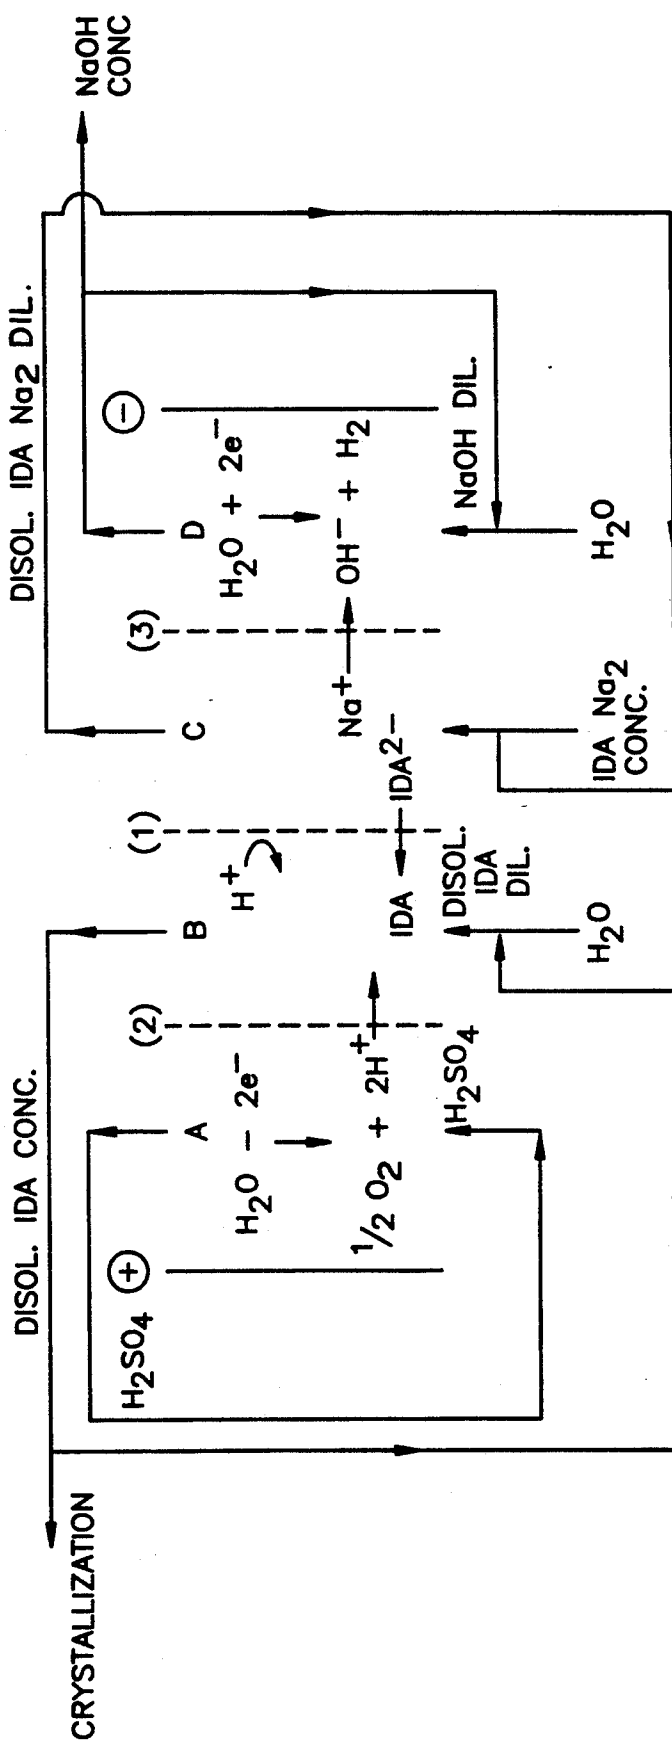 DISOL. IDA CONC.
DISOL. IDA Na2 DIL.
CRYSTALLIZATION
NaOH
CONC
H2SO4
+
(2)
(1)
(3)
−
A
B
C
D
H2O − 2e−
1/2 O2 + 2H+
H+
IDA
IDA2−
Na+
H2O + 2e−
OH− + H2
H2SO4
DISOL.
IDA
DIL.
NaOH DIL.
H2O
IDA Na2
CONC.
H2O